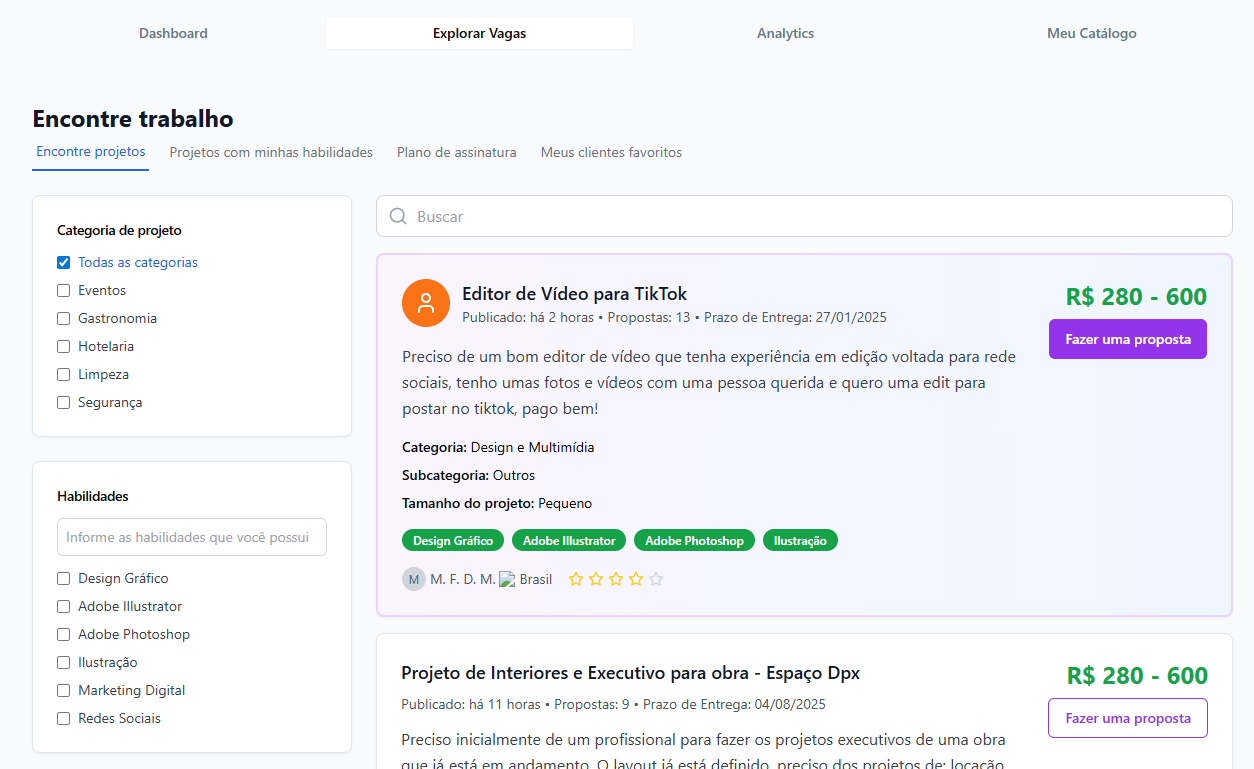 Dashboard
Explorar Vagas
Analytics
Meu Catálogo
Encontre trabalho
Encontre projetos
Projetos com minhas habilidades
Plano de assinatura
Meus clientes favoritos
Categoria de projeto
Todas as categorias
Eventos
Gastronomia
Hotelaria
Limpeza
Segurança
Habilidades
Informe as habilidades que você possui
Design Gráfico
Adobe Illustrator
Adobe Photoshop
Ilustração
Marketing Digital
Redes Sociais
Buscar
Editor de Vídeo para TikTok
Publicado: há 2 horas • Propostas: 13 • Prazo de Entrega: 27/01/2025
R$ 280 - 600
Fazer uma proposta
Preciso de um bom editor de vídeo que tenha experiência em edição voltada para rede
sociais, tenho umas fotos e vídeos com uma pessoa querida e quero uma edit para
postar no tiktok, pago bem!
Categoria: Design e Multimídia
Subcategoria: Outros
Tamanho do projeto: Pequeno
Design Gráfico
Adobe Illustrator
Adobe Photoshop
Ilustração
M M. F. D. M. Brasil
Projeto de Interiores e Executivo para obra - Espaço Dpx
Publicado: há 11 horas • Propostas: 9 • Prazo de Entrega: 04/08/2025
R$ 280 - 600
Fazer uma proposta
Preciso inicialmente de um profissional para fazer os projetos executivos de uma obra
que já está em andamento. O layout já está definido, preciso dos projetos de: locação